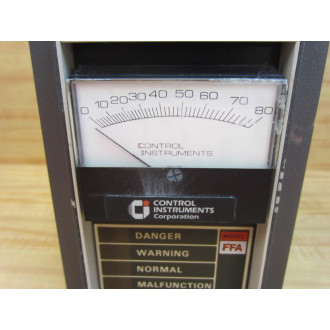 0 10 20 30 40 50 60 70 80
CONTROL
INSTRUMENTS
CONTROL
INSTRUMENTS
Corporation
DANGER
WARNING
NORMAL
MALFUNCTION
FFA